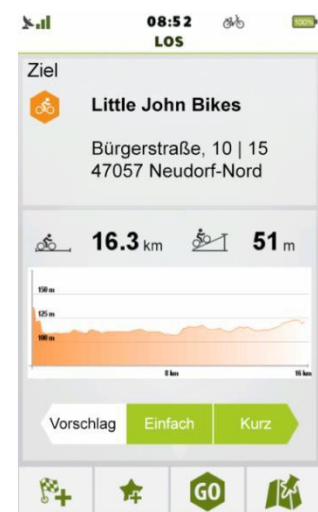 08:52
100%
LOS
Ziel
Little John Bikes
Bürgerstraße, 10 | 15
47057 Neudorf-Nord
16.3 km
51 m
150 m
125 m
100 m
8 km
16 km
Vorschlag
Einfach
Kurz
GO